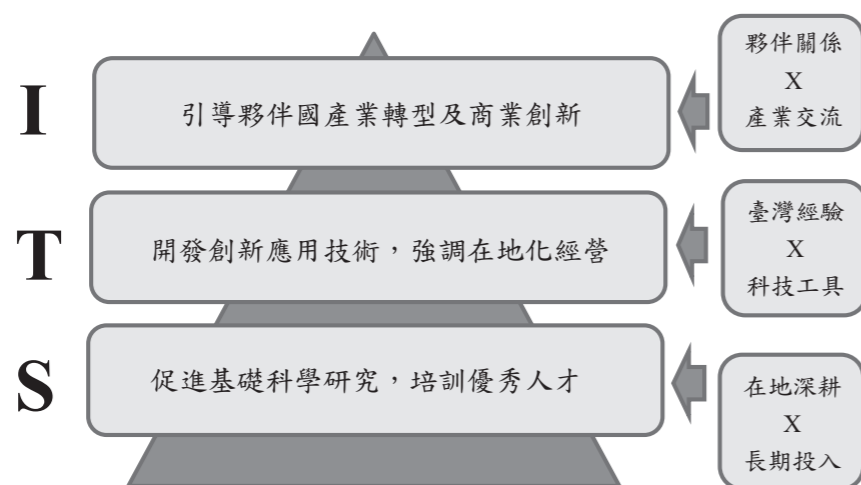 I
引導夥伴國產業轉型及商業創新
夥伴關係
X
產業交流
T
開發創新應用技術，強調在地化經營
臺灣經驗
X
科技工具
S
促進基礎科學研究，培訓優秀人才
在地深耕
X
長期投入